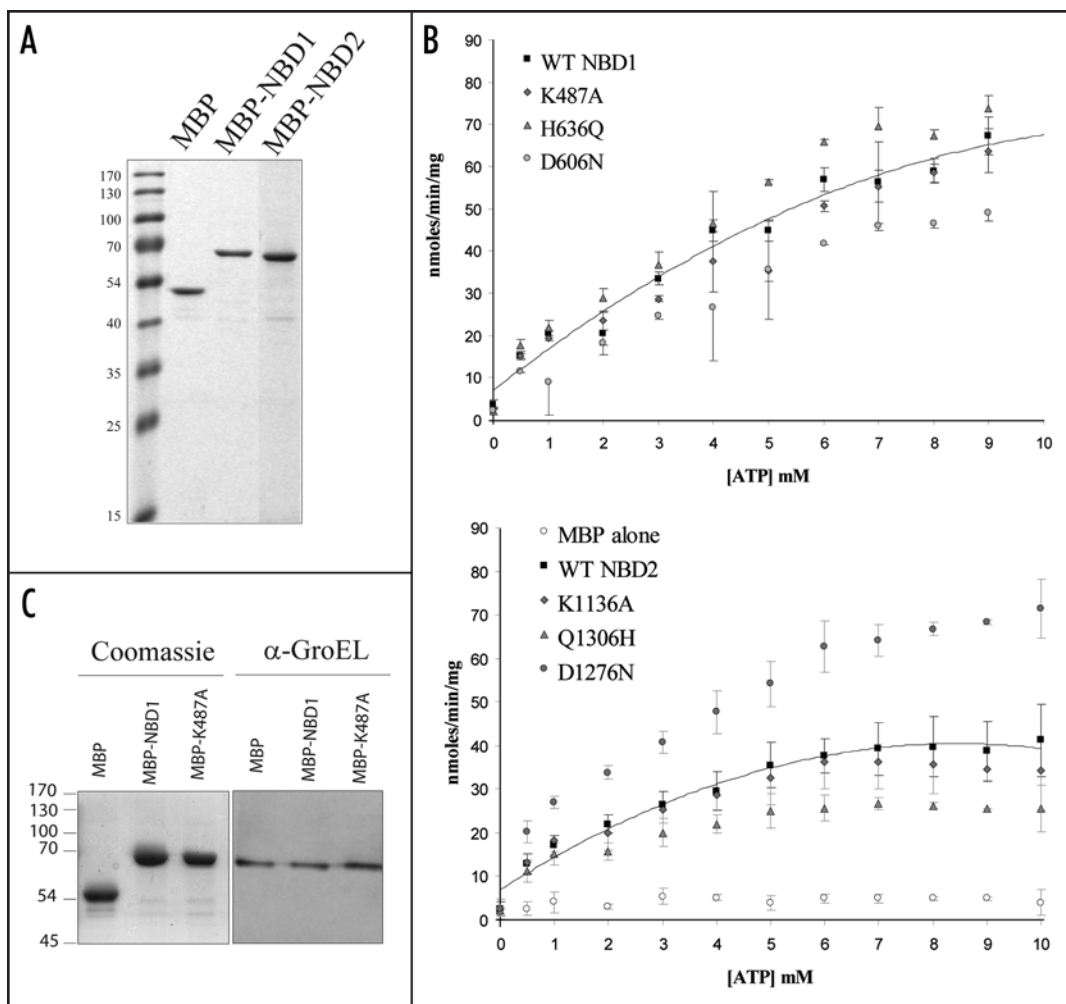 A
MBP
MBP-NBD1
MBP-NBD2
170
130
100
70
54
40
35
25
15
B
90
80
70
60
50
40
30
20
10
0
nmoles/min/mg
WT NBD1
K487A
H636Q
D606N
0 1 2 3 4 5 6 7 8 9 10
[ATP] mM
90
80
70
60
50
40
30
20
10
0
nmoles/min/mg
MBP alone
WT NBD2
K1136A
Q1306H
D1276N
0 1 2 3 4 5 6 7 8 9 10
[ATP] mM
C
Coomassie
α-GroEL
MBP
MBP-NBD1
MBP-K487A
MBP
MBP-NBD1
MBP-K487A
170
130
100
70
54
45